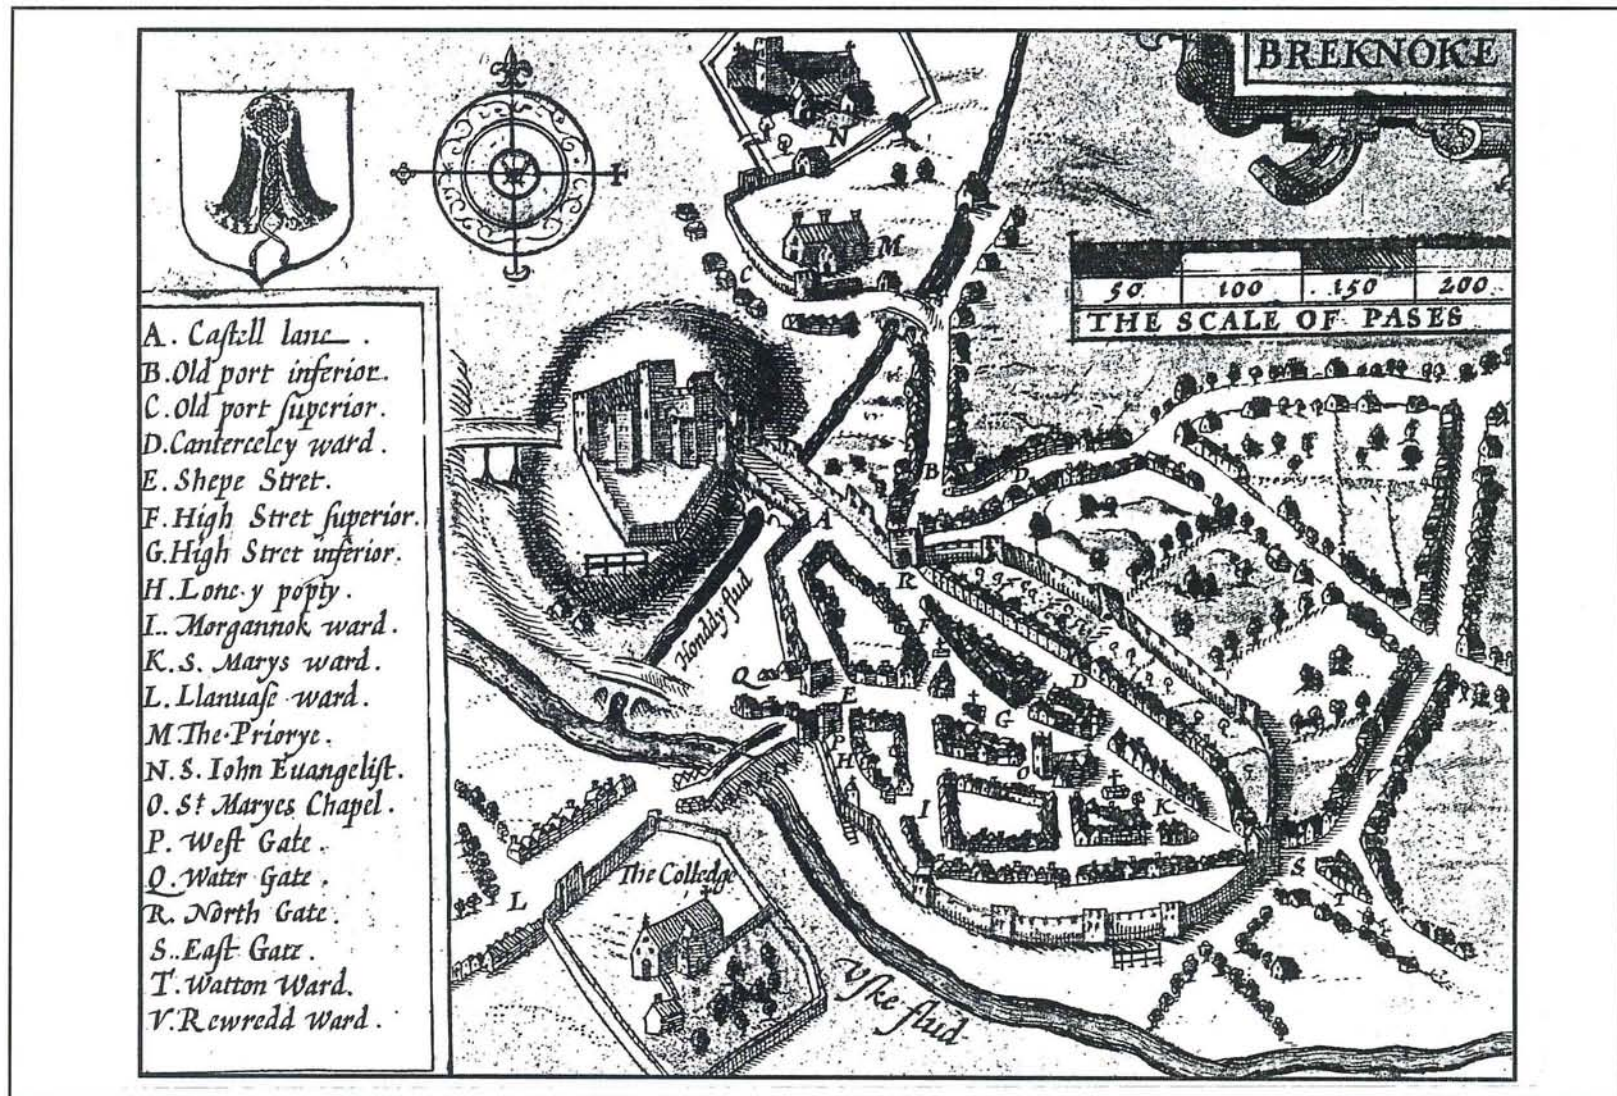 BREKNOKE
50 100 150 200
THE SCALE OF PASES
A. Castell lane.
B. Old port inferior.
C. Old port superior.
D. Canterceley ward.
E. Shepe Stret.
F. High Stret superior.
G. High Stret inferior.
H. Lone y popty.
I. Morgannok ward.
K. S. Marys ward.
L. Llanuase ward.
M. The Priorye.
N. S. Iohn Euangelist.
O. St Maryes Chapel.
P. West Gate.
Q. Water Gate.
R. North Gate.
S. East Gate.
T. Watton Ward.
V. Rewredd Ward.
N
M
C
B
D
A
R
Honddy flud
F
Q
E
D
G
P
H
O
I
K
V
S
T
L
The Colledge
Vske flud